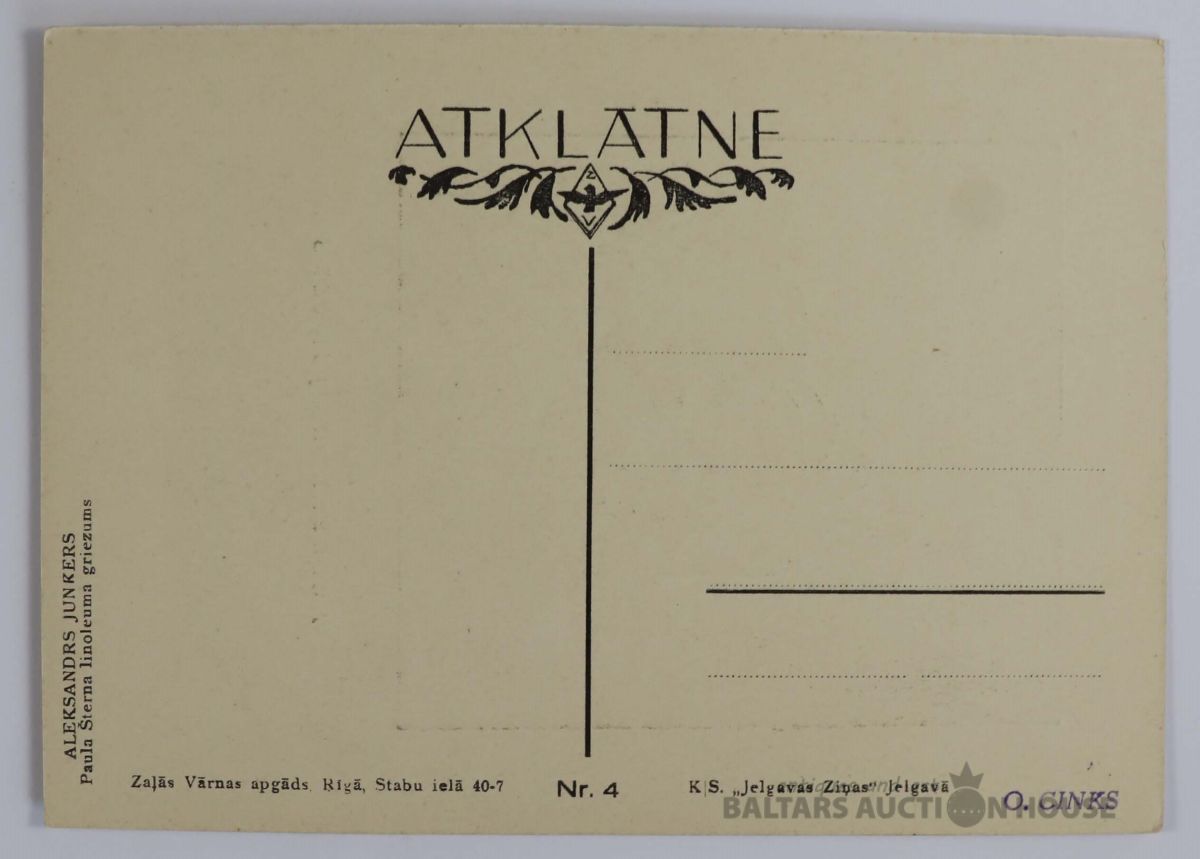 ATKLĀTNE
Z
V
ALEKSANDRS JUNKERS
Paula Šterna linoleuma griezums
Zaļās Vārnas apgāds, Rīgā, Stabu ielā 40-7
Nr. 4
K|S. „Jelgavas Ziņas" Jelgavā
O. CINKS
BALTARS AUCTION HOUSE